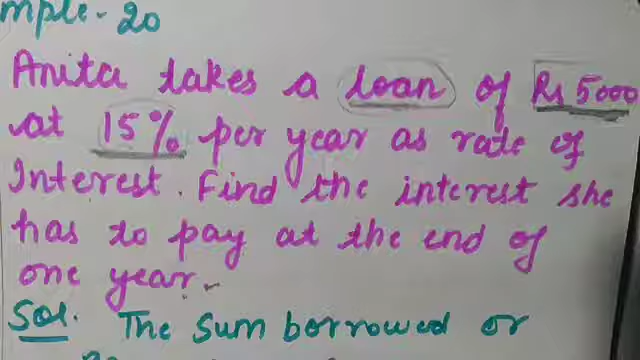 mple-20
Anita takes a loan of Rs 5000
at 15% per year as rate of
Interest. Find the interest she
has to pay at the end of
one year.
Sol. The Sum borrowed or